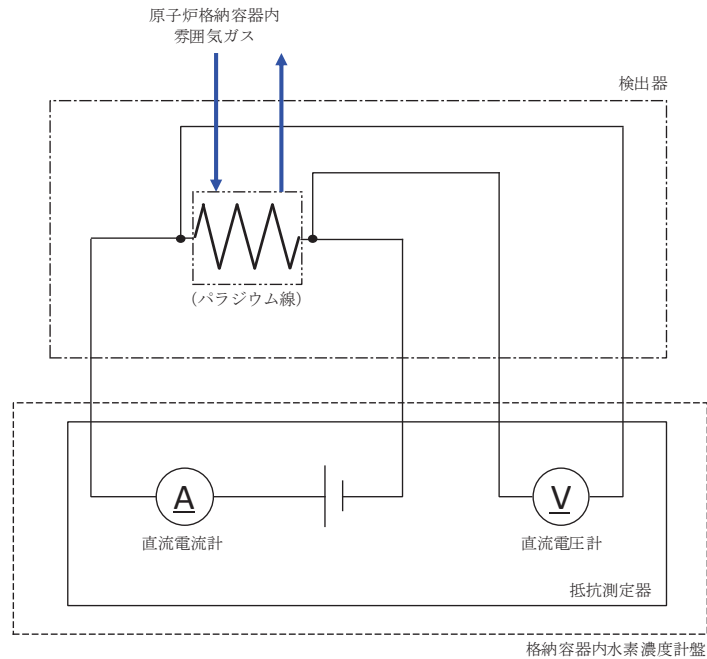 原子炉格納容器内
雰囲気ガス
検出器
(パラジウム線)
A
V
直流電流計
直流電圧計
抵抗測定器
格納容器内水素濃度計盤